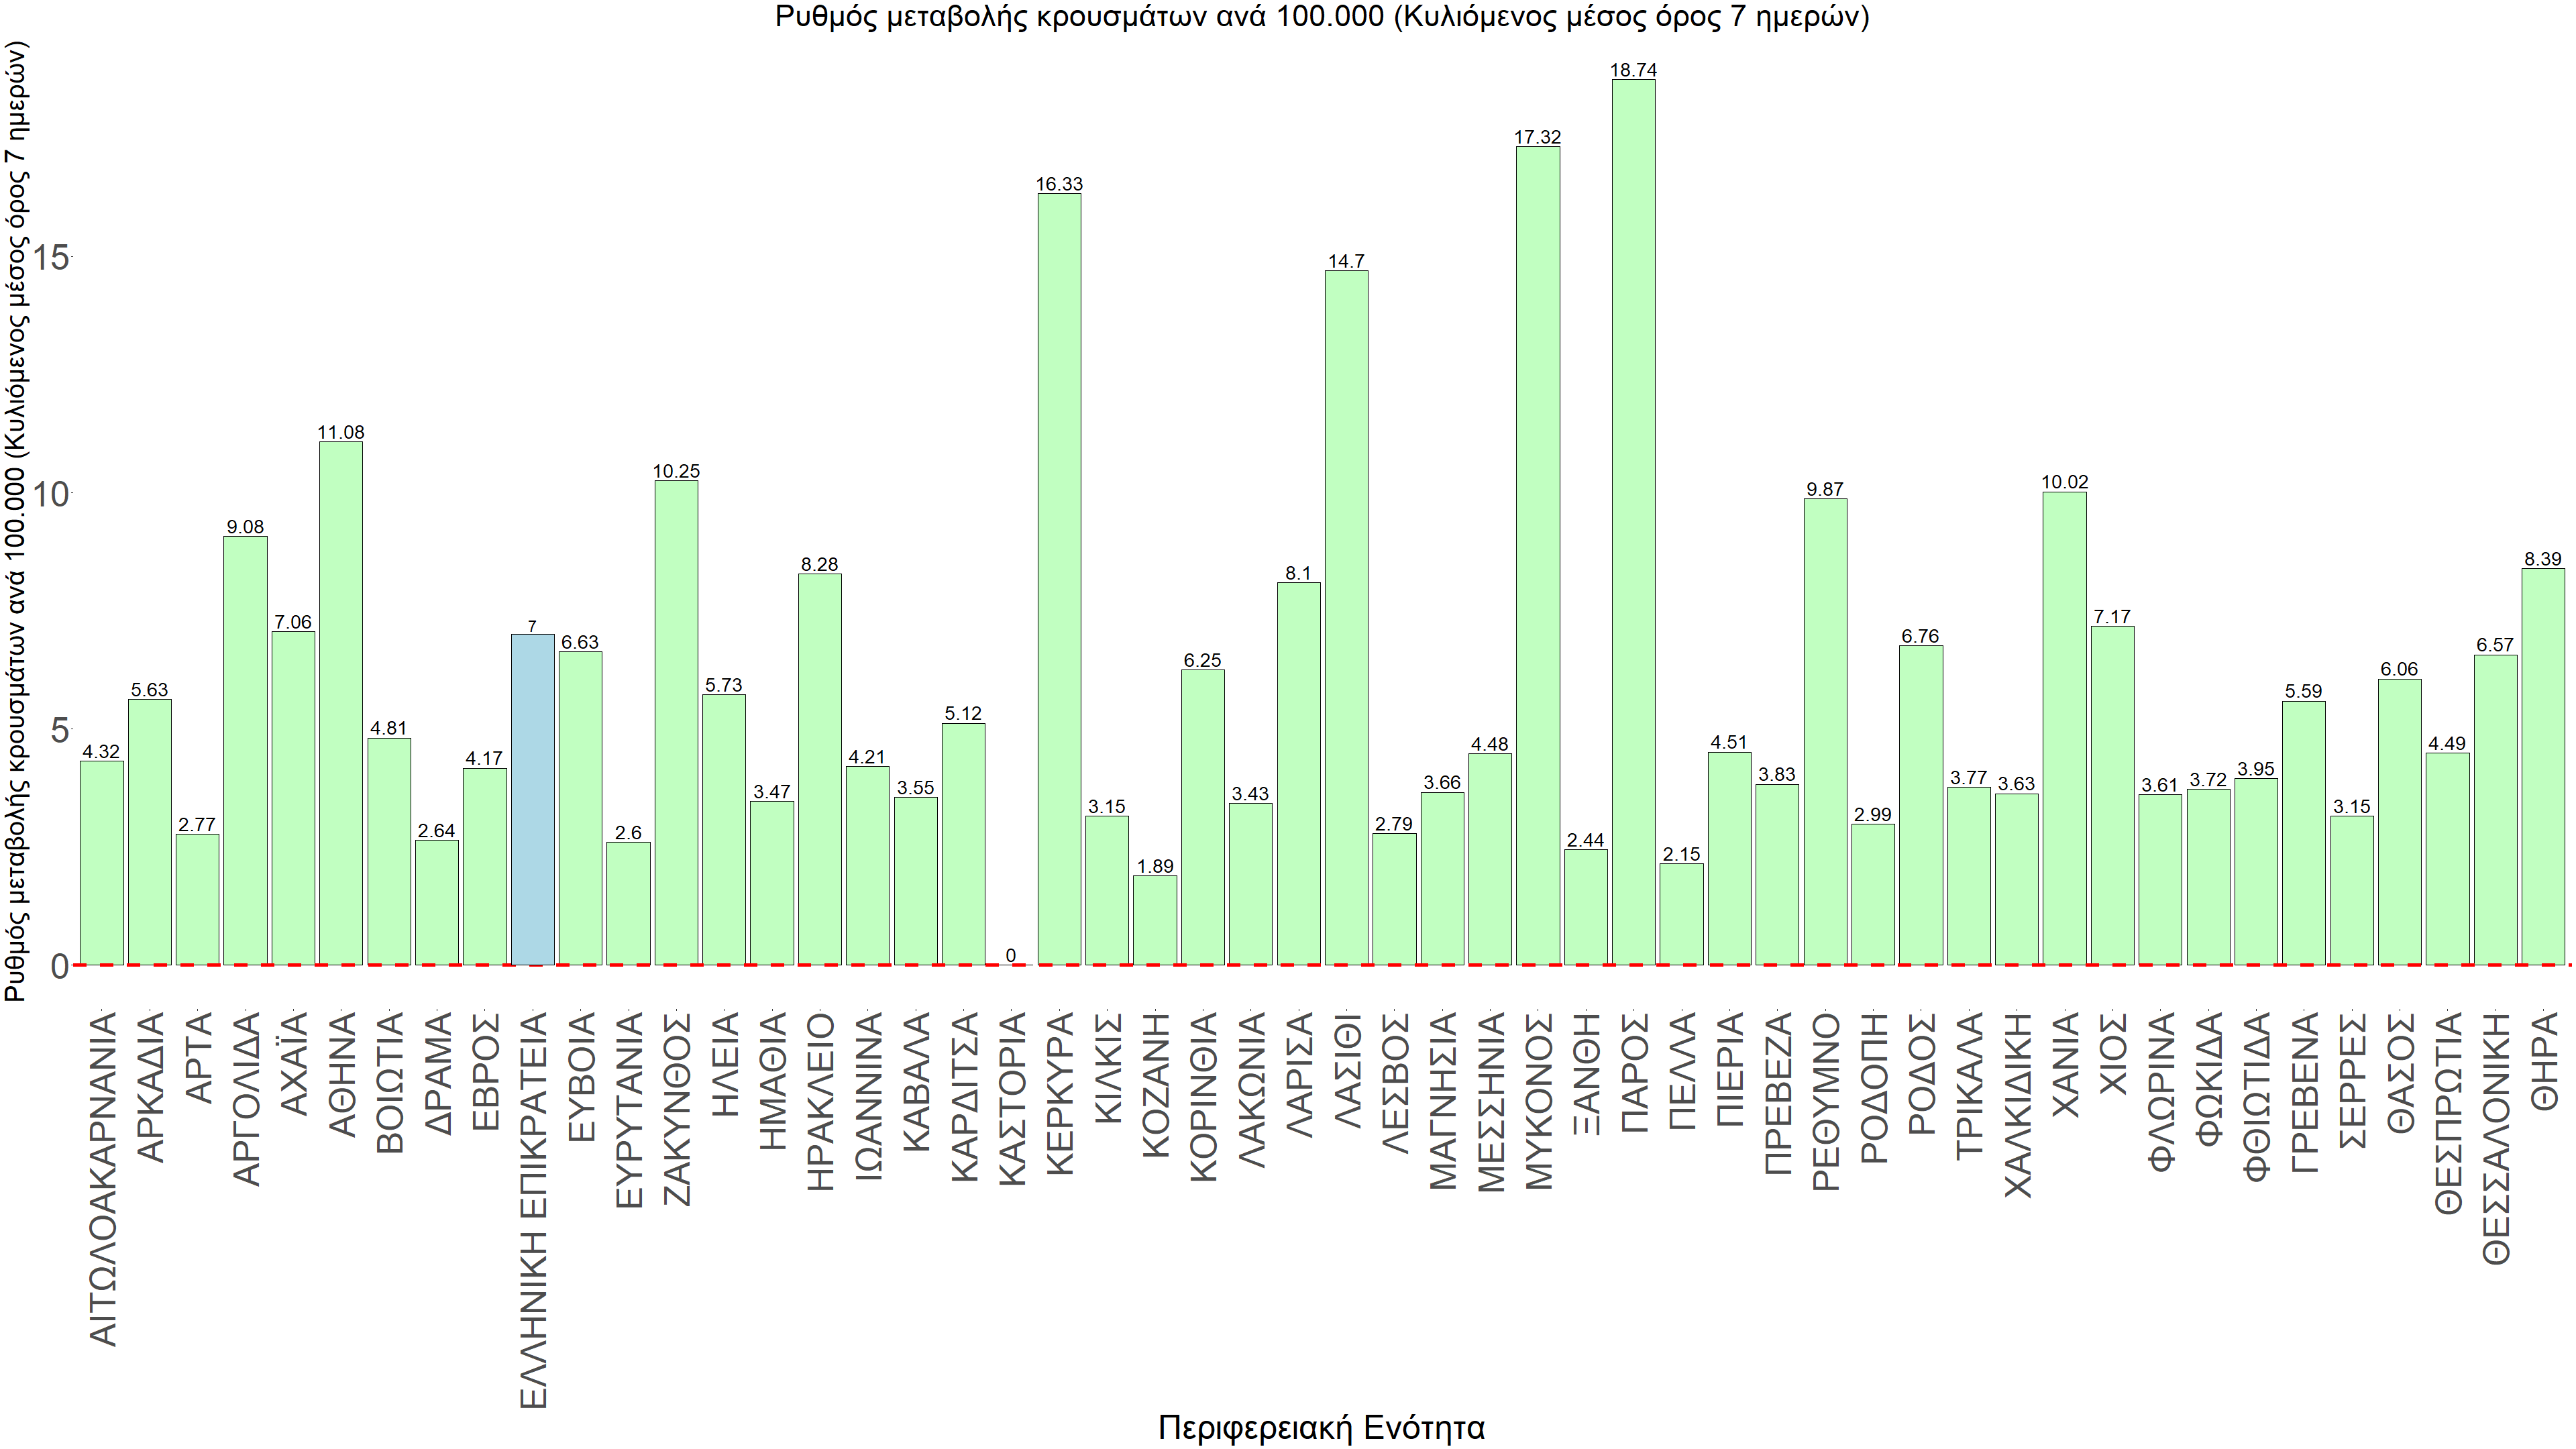 Ρυθμός μεταβολής κρουσμάτων ανά 100.000 (Κυλιόμενος μέσος όρος 7 ημερών)
Ρυθμός μεταβολής κρουσμάτων ανά 100.000 (Κυλιόμενος μέσος όρος 7 ημερών)
15
10
5
0
4.32
5.63
2.77
9.08
7.06
11.08
4.81
2.64
4.17
7
6.63
2.6
10.25
5.73
3.47
8.28
4.21
3.55
5.12
0
16.33
3.15
1.89
6.25
3.43
8.1
14.7
2.79
3.66
4.48
17.32
2.44
18.74
2.15
4.51
3.83
9.87
2.99
6.76
3.77
3.63
10.02
7.17
3.61
3.72
3.95
5.59
3.15
6.06
4.49
6.57
8.39
ΑΙΤΩΛΟΑΚΑΡΝΑΝΙΑ
ΑΡΚΑΔΙΑ
ΑΡΤΑ
ΑΡΓΟΛΙΔΑ
ΑΧΑΪΑ
ΑΘΗΝΑ
ΒΟΙΩΤΙΑ
ΔΡΑΜΑ
ΕΒΡΟΣ
ΕΛΛΗΝΙΚΗ ΕΠΙΚΡΑΤΕΙΑ
ΕΥΒΟΙΑ
ΕΥΡΥΤΑΝΙΑ
ΖΑΚΥΝΘΟΣ
ΗΛΕΙΑ
ΗΜΑΘΙΑ
ΗΡΑΚΛΕΙΟ
ΙΩΑΝΝΙΝΑ
ΚΑΒΑΛΑ
ΚΑΡΔΙΤΣΑ
ΚΑΣΤΟΡΙΑ
ΚΕΡΚΥΡΑ
ΚΙΛΚΙΣ
ΚΟΖΑΝΗ
ΚΟΡΙΝΘΙΑ
ΛΑΚΩΝΙΑ
ΛΑΡΙΣΑ
ΛΑΣΙΘΙ
ΛΕΣΒΟΣ
ΜΑΓΝΗΣΙΑ
ΜΕΣΣΗΝΙΑ
ΜΥΚΟΝΟΣ
ΞΑΝΘΗ
ΠΑΡΟΣ
ΠΕΛΛΑ
ΠΙΕΡΙΑ
ΠΡΕΒΕΖΑ
ΡΕΘΥΜΝΟ
ΡΟΔΟΠΗ
ΡΟΔΟΣ
ΤΡΙΚΑΛΑ
ΧΑΛΚΙΔΙΚΗ
ΧΑΝΙΑ
ΧΙΟΣ
ΦΛΩΡΙΝΑ
ΦΩΚΙΔΑ
ΦΘΙΩΤΙΔΑ
ΓΡΕΒΕΝΑ
ΣΕΡΡΕΣ
ΘΑΣΟΣ
ΘΕΣΠΡΩΤΙΑ
ΘΕΣΣΑΛΟΝΙΚΗ
ΘΗΡΑ
Περιφερειακή Ενότητα